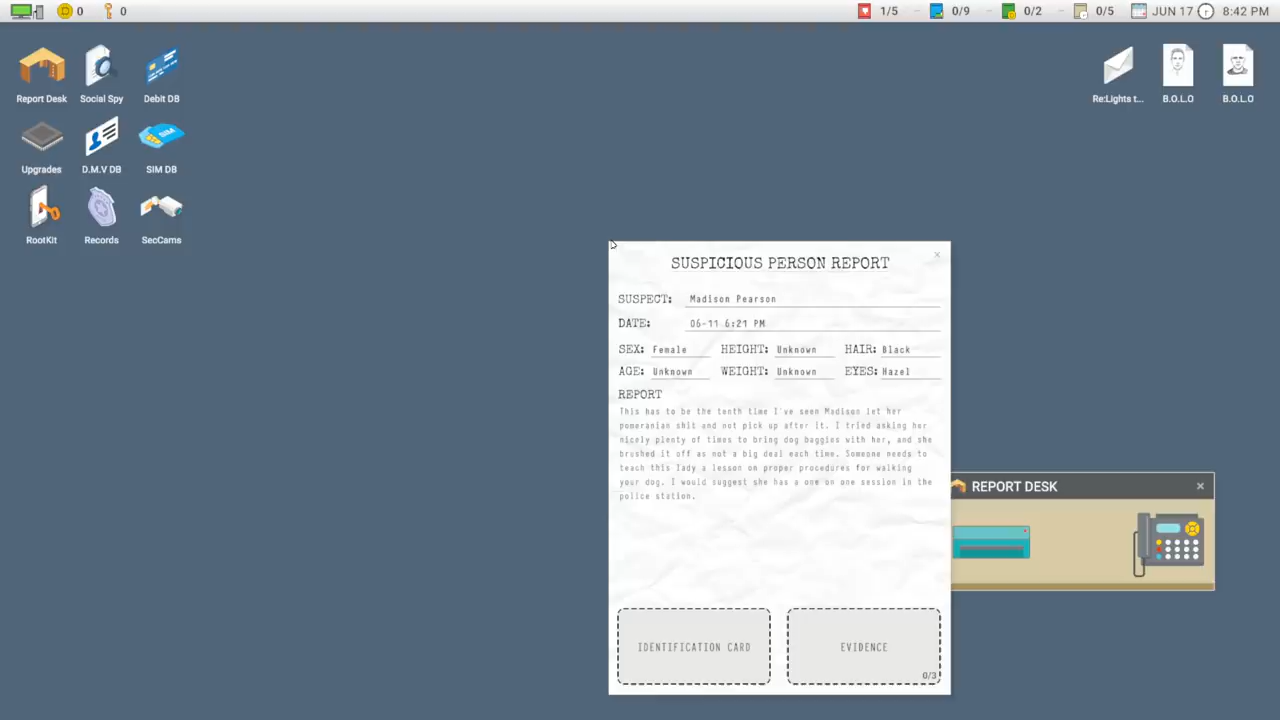 0 0 1/5 0/9 0/2 0/5 JUN 17 8:42 PM
Report Desk Social Spy Debit DB Re:Lights t... B.O.L.O B.O.L.O
Upgrades D.M.V DB SIM DB
SIM
RootKit Records SecCams
SUSPICIOUS PERSON REPORT
SUSPECT: Madison Pearson
DATE: 06-11 6:21 PM
SEX: Female HEIGHT: Unknown HAIR: Black
AGE: Unknown WEIGHT: Unknown EYES: Hazel
REPORT
This has to be the tenth time I've seen Madison let her
pomeranian shit and not pick up after it. I tried asking her
nicely plenty of times to bring dog baggies with her, and she
brushed it off as not a big deal each time. Someone needs to
teach this lady a lesson on proper procedures for walking
your dog. I would suggest she has a one on one session in the
police station.
IDENTIFICATION CARD EVIDENCE
0/3
REPORT DESK